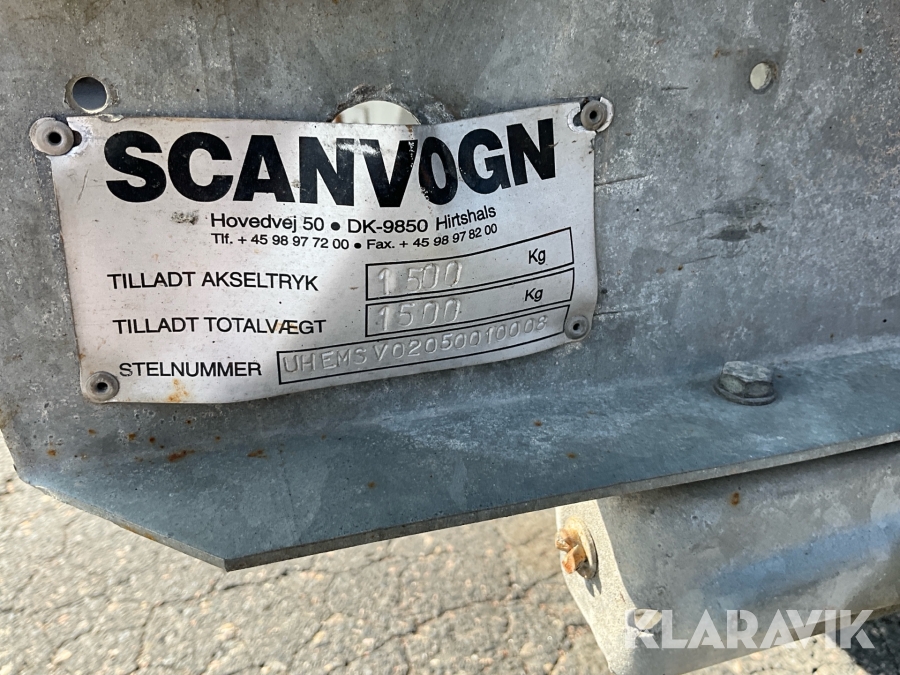 SCANVOGN
Hovedvej 50 • DK-9850 Hirtshals
Tlf. + 45 98 97 72 00 • Fax. + 45 98 97 82 00
TILLADT AKSELTRYK 1500 Kg
TILLADT TOTALVÆGT 1500 Kg
STELNUMMER
KLARAVIK